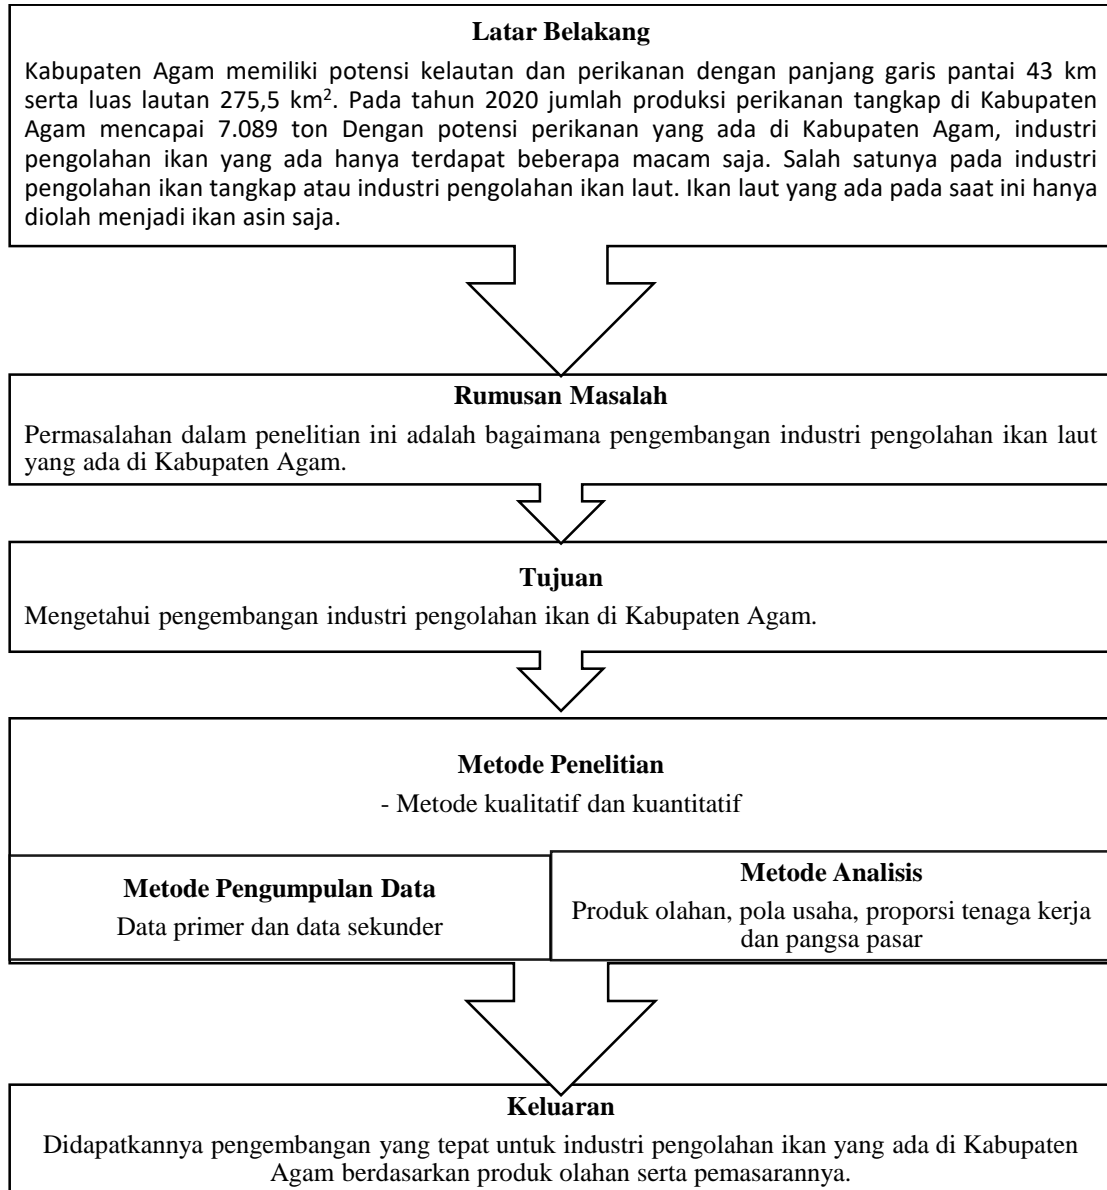 Latar Belakang
Kabupaten Agam memiliki potensi kelautan dan perikanan dengan panjang garis pantai 43 km
serta luas lautan 275,5 km². Pada tahun 2020 jumlah produksi perikanan tangkap di Kabupaten
Agam mencapai 7.089 ton Dengan potensi perikanan yang ada di Kabupaten Agam, industri
pengolahan ikan yang ada hanya terdapat beberapa macam saja. Salah satunya pada industri
pengolahan ikan tangkap atau industri pengolahan ikan laut. Ikan laut yang ada pada saat ini hanya
diolah menjadi ikan asin saja.
Rumusan Masalah
Permasalahan dalam penelitian ini adalah bagaimana pengembangan industri pengolahan ikan laut
yang ada di Kabupaten Agam.
Tujuan
Mengetahui pengembangan industri pengolahan ikan di Kabupaten Agam.
Metode Penelitian
- Metode kualitatif dan kuantitatif
Metode Pengumpulan Data
Data primer dan data sekunder
Metode Analisis
Produk olahan, pola usaha, proporsi tenaga kerja
dan pangsa pasar
Keluaran
Didapatkannya pengembangan yang tepat untuk industri pengolahan ikan yang ada di Kabupaten
Agam berdasarkan produk olahan serta pemasarannya.